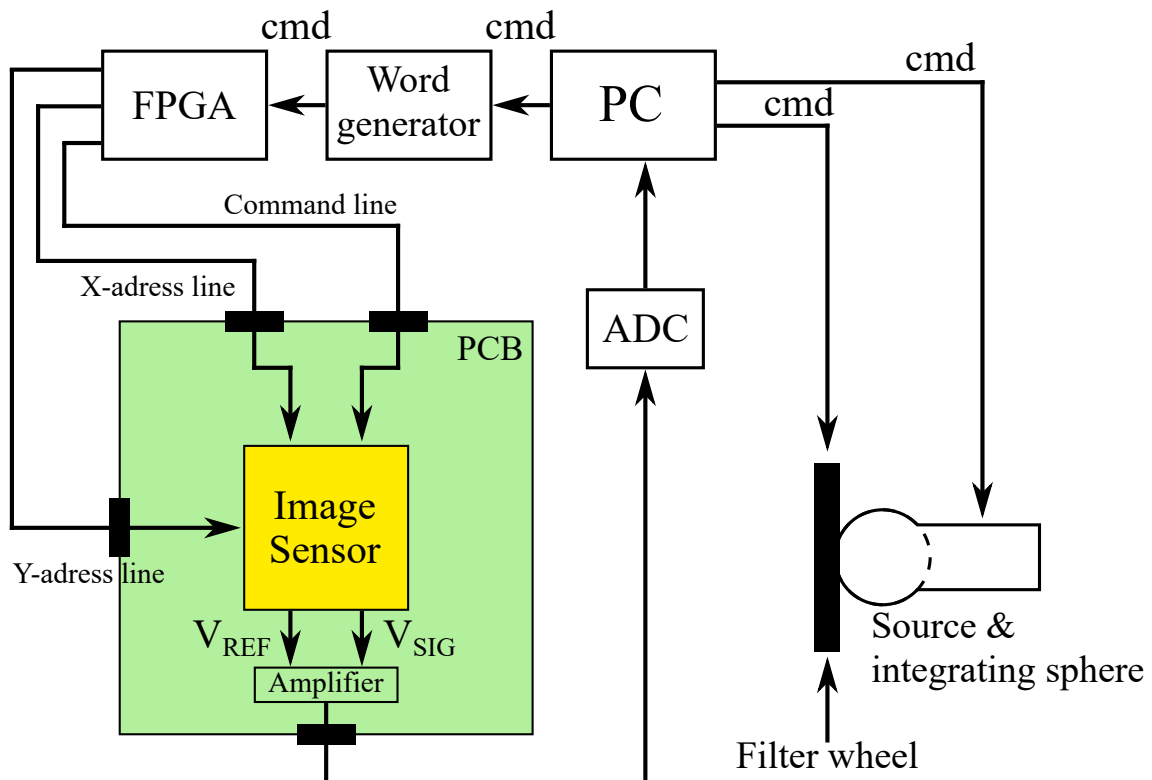 cmd
cmd
cmd
cmd
FPGA
Word
generator
PC
Command line
X-adress line
PCB
ADC
Image
Sensor
Y-adress line
V_REF
V_SIG
Amplifier
Source &
integrating sphere
Filter wheel